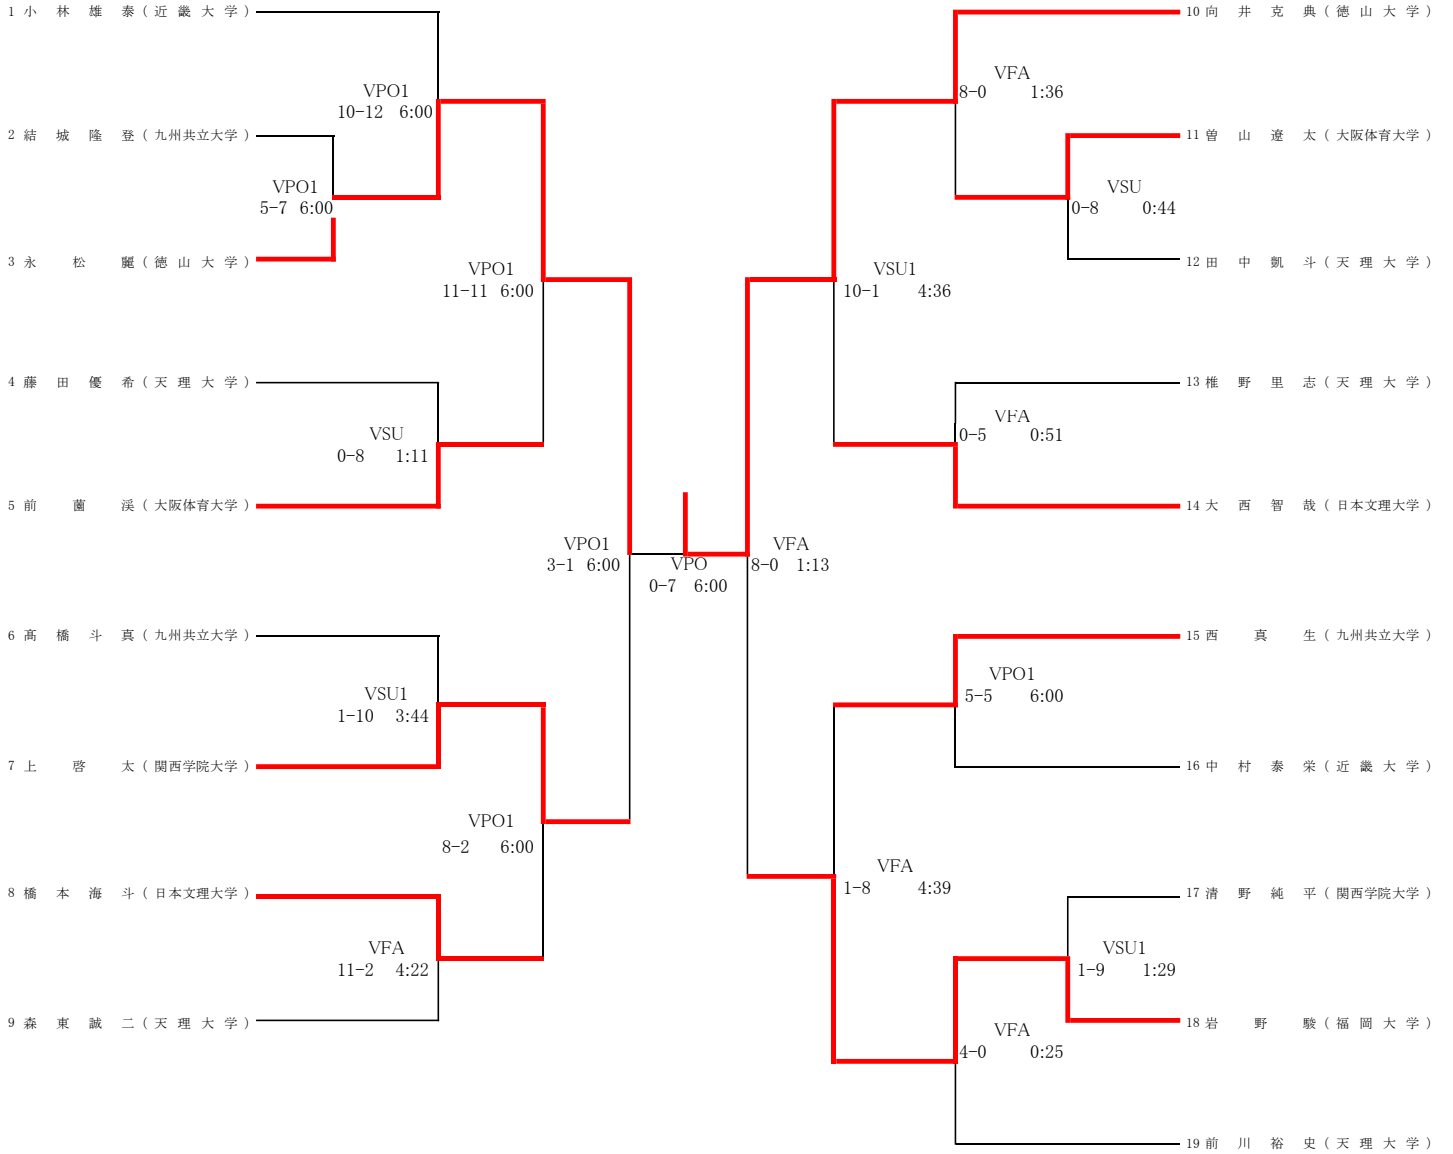 1 小林雄泰(近畿大学)
10 向井克典(徳山大学)
VFA
8-0 1:36
VPO1
10-12 6:00
2 結城隆登(九州共立大学)
11 曽山遼太(大阪体育大学)
VPO1
5-7 6:00
VSU
0-8 0:44
3 永松麗(徳山大学)
12 田中凱斗(天理大学)
VPO1
11-11 6:00
VSU1
10-1 4:36
4 藤田優希(天理大学)
13 椎野里志(天理大学)
VSU
0-8 1:11
VFA
0-5 0:51
5 前薗渓(大阪体育大学)
14 大西智哉(日本文理大学)
VPO1
3-1 6:00
VPO
0-7 6:00
VFA
8-0 1:13
6 髙橋斗真(九州共立大学)
15 西真生(九州共立大学)
VSU1
1-10 3:44
VPO1
5-5 6:00
7 上啓太(関西学院大学)
16 中村泰栄(近畿大学)
VPO1
8-2 6:00
VFA
1-8 4:39
8 橋本海斗(日本文理大学)
17 清野純平(関西学院大学)
VFA
11-2 4:22
VSU1
1-9 1:29
9 森東誠二(天理大学)
18 岩野駿(福岡大学)
VFA
4-0 0:25
19 前川裕史(天理大学)